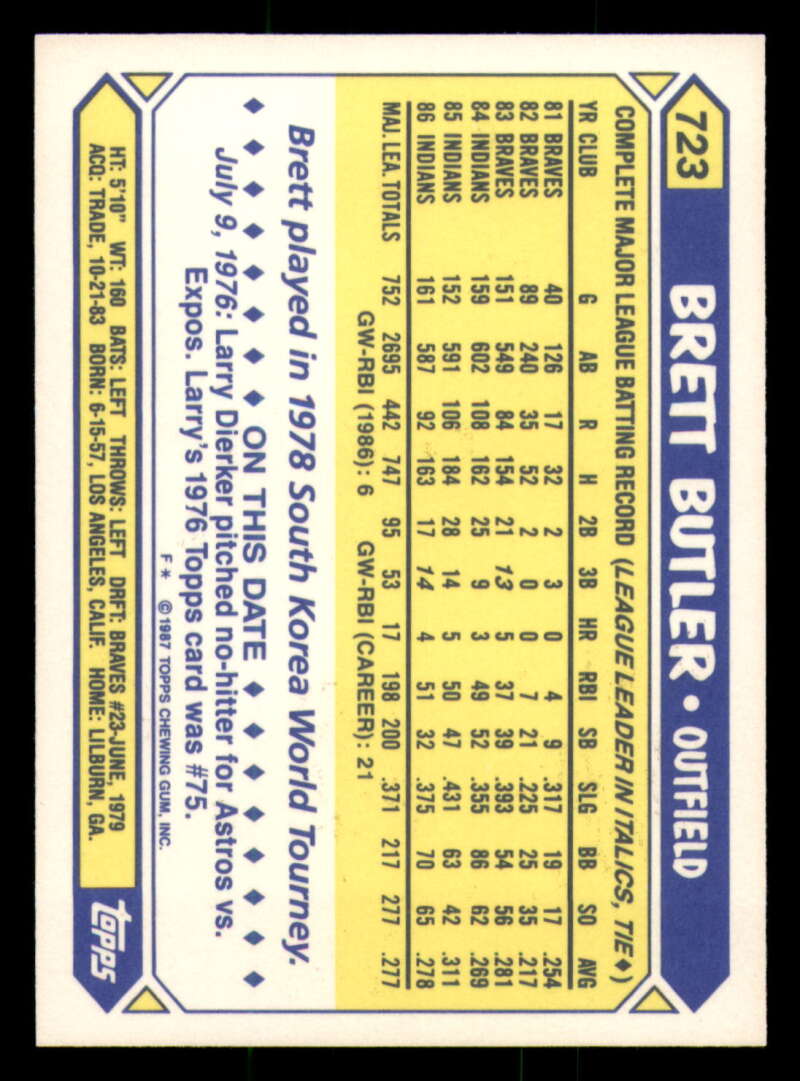 723 BRETT BUTLER • OUTFIELD
COMPLETE MAJOR LEAGUE BATTING RECORD (LEAGUE LEADER IN ITALICS, TIE ♦)
YR CLUB G AB R H 2B 3B HR RBI SB SLG BB SO AVG
81 BRAVES 40 126 17 32 2 3 0 4 9 .317 19 17 .254
82 BRAVES 89 240 35 52 2 0 0 7 21 .225 25 35 .217
83 BRAVES 151 549 84 154 21 13 5 37 39 .393 54 56 .281
84 INDIANS 159 602 108 162 25 9 3 49 52 .355 86 62 .269
85 INDIANS 152 591 106 184 28 14 5 50 47 .431 63 42 .311
86 INDIANS 161 587 92 163 17 14 4 51 32 .375 70 65 .278
MAJ. LEA. TOTALS 752 2695 442 747 95 53 17 198 200 .371 217 277 .277
GW-RBI (1986): 6 GW-RBI (CAREER): 21
Brett played in 1978 South Korea World Tourney.
♦ ♦ ♦ ♦ ♦ ♦ ♦ ♦ ON THIS DATE ♦ ♦ ♦ ♦ ♦ ♦ ♦ ♦
July 9, 1976: Larry Dierker pitched no-hitter for Astros vs.
Expos. Larry's 1976 Topps card was #75.
F* ©1987 TOPPS CHEWING GUM, INC.
HT: 5'10" WT: 160 BATS: LEFT THROWS: LEFT DRFT: BRAVES #23-JUNE, 1979
ACQ: TRADE, 10-21-83 BORN: 6-15-57, LOS ANGELES, CALIF. HOME: LILBURN, GA.
topps